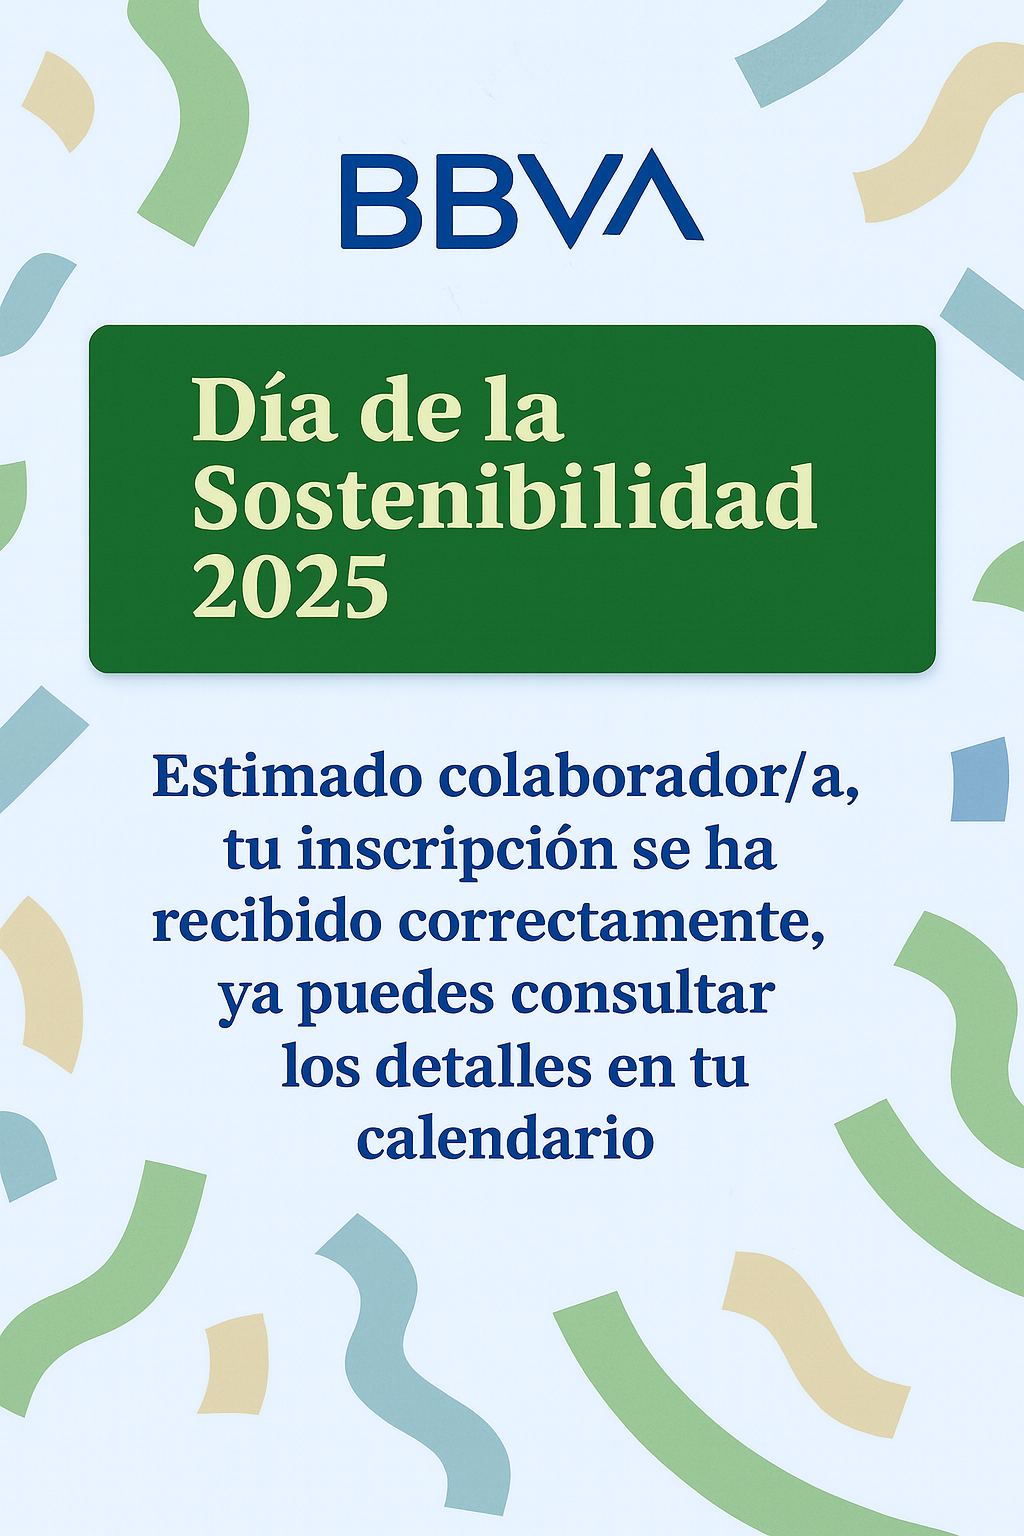 BBVA
Día de la
Sostenibilidad
2025
Estimado colaborador/a,
tu inscripción se ha
recibido correctamente,
ya puedes consultar
los detalles en tu
calendario